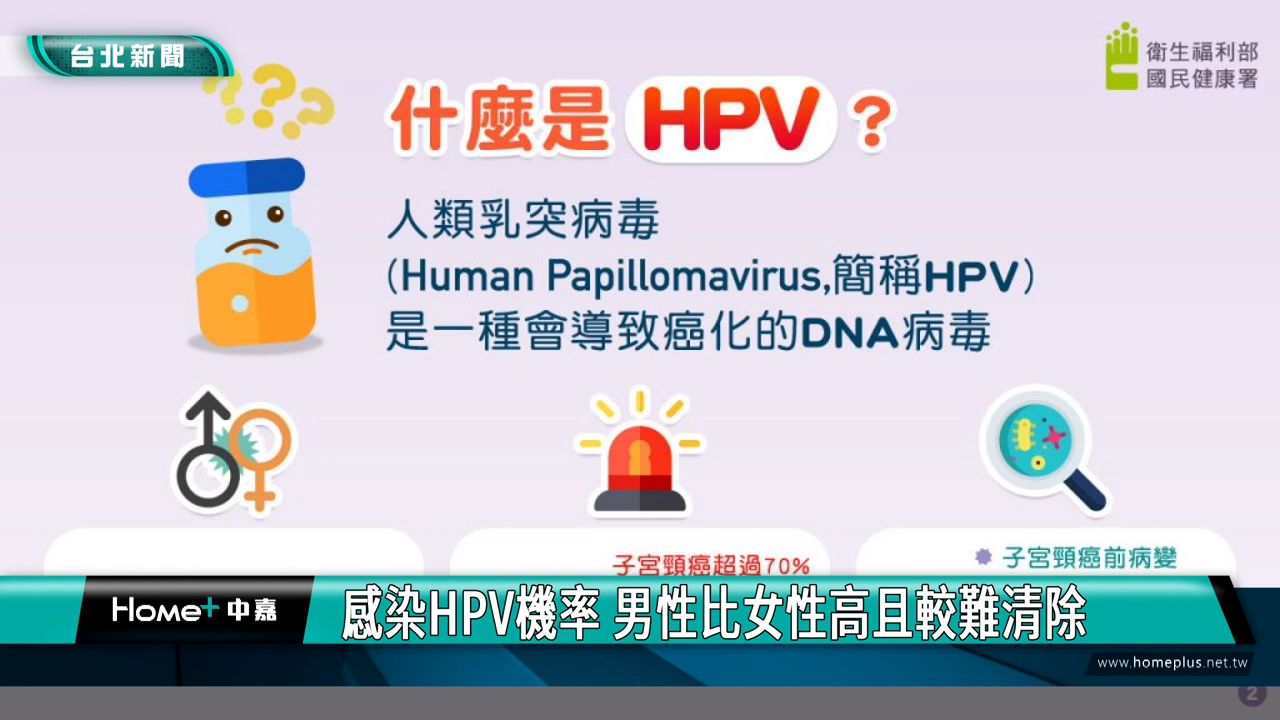 台北新聞
衛生福利部
國民健康署
什麼是 HPV ?
人類乳突病毒
(Human Papillomavirus,簡稱HPV)
是一種會導致癌化的DNA病毒
子宮頸癌超過70%
子宮頸癌前病變
Home+ 中嘉
感染HPV機率 男性比女性高且較難清除
www.homeplus.net.tw
2